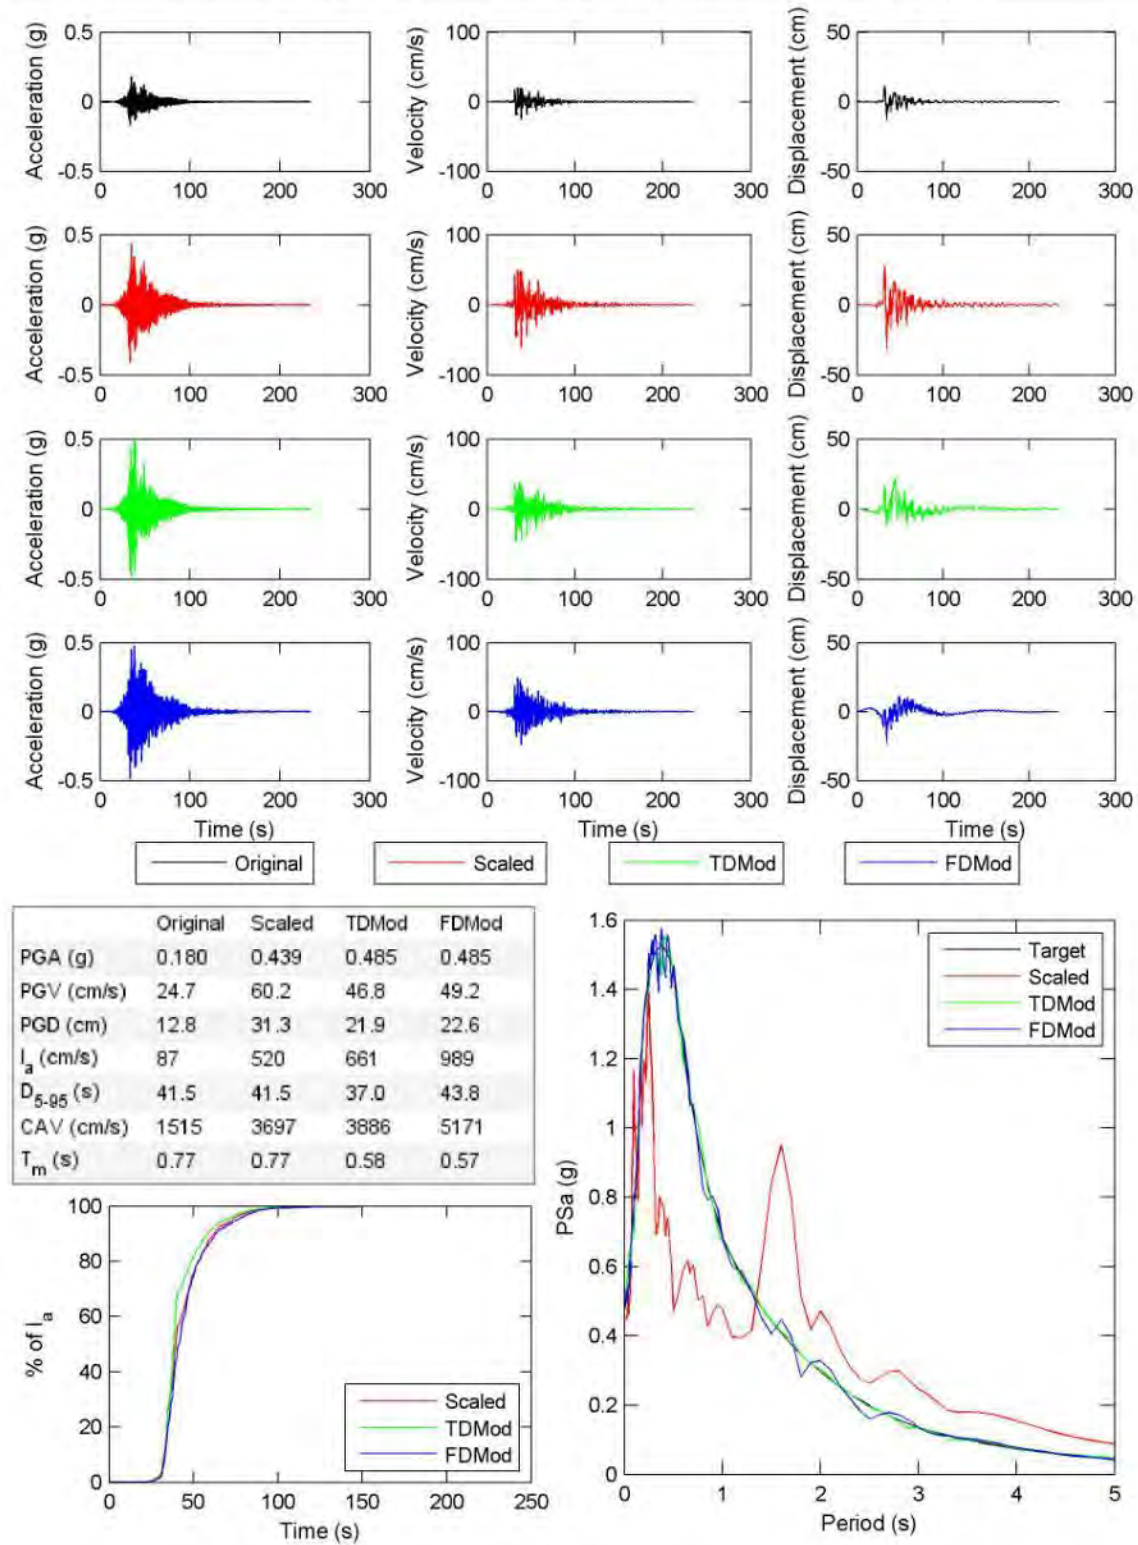 Acceleration (g)
0.5
0
-0.5
0 100 200 300
Velocity (cm/s)
100
0
-100
0 100 200 300
Displacement (cm)
50
0
-50
0 100 200 300
Acceleration (g)
0.5
0
-0.5
0 100 200 300
Velocity (cm/s)
100
0
-100
0 100 200 300
Displacement (cm)
50
0
-50
0 100 200 300
Acceleration (g)
0.5
0
-0.5
0 100 200 300
Velocity (cm/s)
100
0
-100
0 100 200 300
Displacement (cm)
50
0
-50
0 100 200 300
Acceleration (g)
0.5
0
-0.5
0 100 200 300
Time (s)
Velocity (cm/s)
100
0
-100
0 100 200 300
Time (s)
Displacement (cm)
50
0
-50
0 100 200 300
Time (s)
Original Scaled TDMod FDMod
Original Scaled TDMod FDMod
PGA (g) 0.180 0.439 0.485 0.485
PGV (cm/s) 24.7 60.2 46.8 49.2
PGD (cm) 12.8 31.3 21.9 22.6
Ia (cm/s) 87 520 661 989
D5-95 (s) 41.5 41.5 37.0 43.8
CAV (cm/s) 1515 3697 3886 5171
Tm (s) 0.77 0.77 0.58 0.57
% of Ia
100
80
60
40
20
0
0 50 100 150 200 250
Time (s)
Scaled
TDMod
FDMod
PSa (g)
1.6
1.4
1.2
1
0.8
0.6
0.4
0.2
0
0 1 2 3 4 5
Period (s)
Target
Scaled
TDMod
FDMod